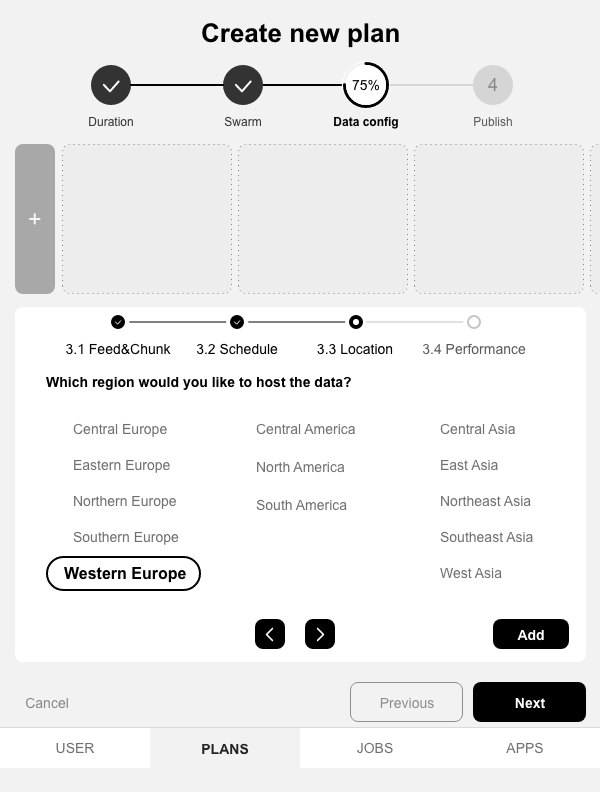 Create new plan
75%
4
Duration
Swarm
Data config
Publish
+
3.1 Feed&Chunk
3.2 Schedule
3.3 Location
3.4 Performance
Which region would you like to host the data?
Central Europe
Eastern Europe
Northern Europe
Southern Europe
Western Europe
Central America
North America
South America
Central Asia
East Asia
Northeast Asia
Southeast Asia
West Asia
Add
Cancel
Previous
Next
USER
PLANS
JOBS
APPS